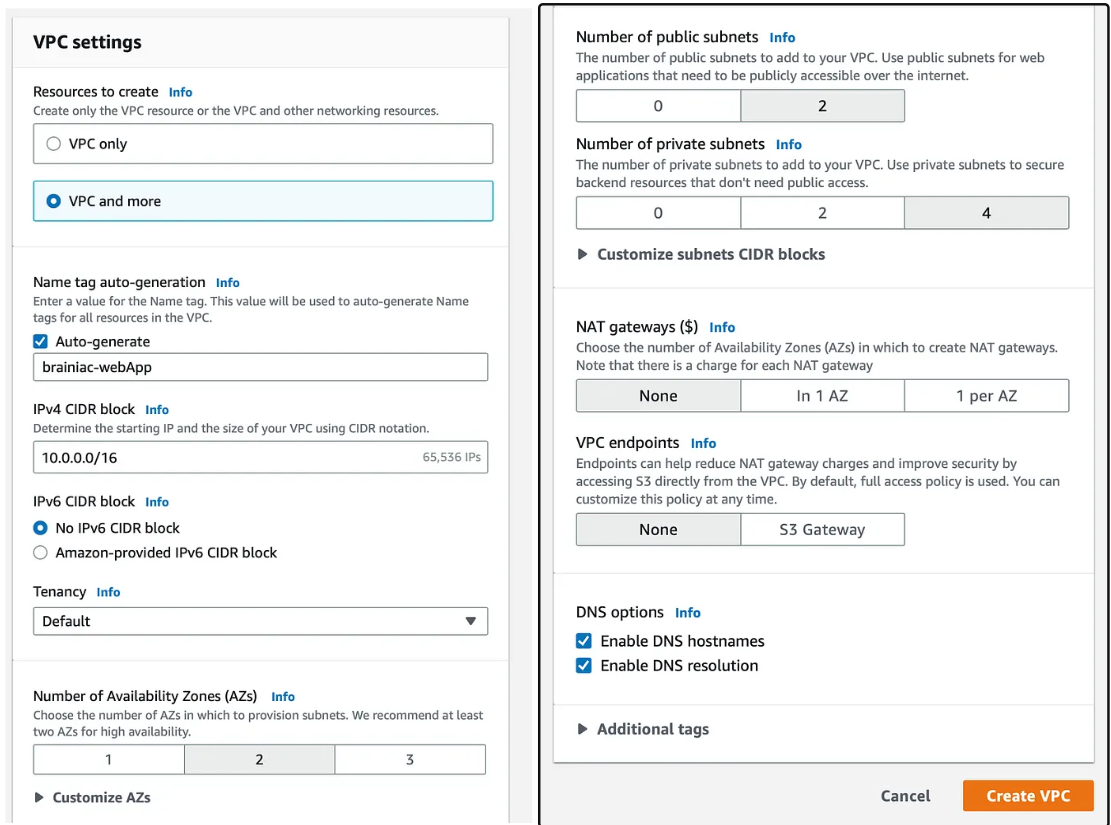 VPC settings
Resources to create Info
Create only the VPC resource or the VPC and other networking resources.
VPC only
VPC and more
Name tag auto-generation Info
Enter a value for the Name tag. This value will be used to auto-generate Name
tags for all resources in the VPC.
Auto-generate
brainiac-webApp
IPv4 CIDR block Info
Determine the starting IP and the size of your VPC using CIDR notation.
10.0.0.0/16 65,536 IPs
IPv6 CIDR block Info
No IPv6 CIDR block
Amazon-provided IPv6 CIDR block
Tenancy Info
Default
Number of Availability Zones (AZs) Info
Choose the number of AZs in which to provision subnets. We recommend at least
two AZs for high availability.
1 2 3
Customize AZs
Number of public subnets Info
The number of public subnets to add to your VPC. Use public subnets for web
applications that need to be publicly accessible over the internet.
0 2
Number of private subnets Info
The number of private subnets to add to your VPC. Use private subnets to secure
backend resources that don't need public access.
0 2 4
Customize subnets CIDR blocks
NAT gateways ($) Info
Choose the number of Availability Zones (AZs) in which to create NAT gateways.
Note that there is a charge for each NAT gateway
None In 1 AZ 1 per AZ
VPC endpoints Info
Endpoints can help reduce NAT gateway charges and improve security by
accessing S3 directly from the VPC. By default, full access policy is used. You can
customize this policy at any time.
None S3 Gateway
DNS options Info
Enable DNS hostnames
Enable DNS resolution
Additional tags
Cancel Create VPC